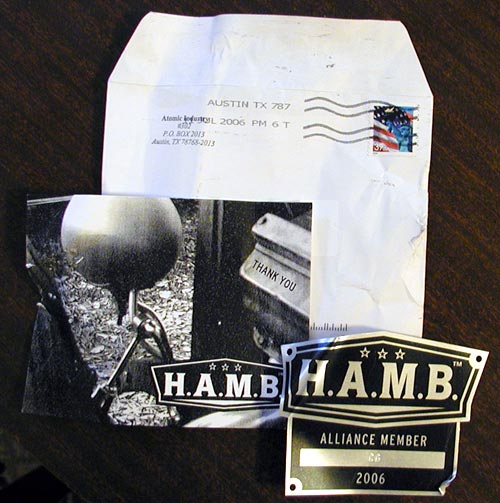 AUSTIN TX 787
JUL 2006 PM 6 T
Atomic Industry
P.O. BOX 2013
Austin, TX 78768-2013
THANK YOU
H.A.M.B
H.A.M.B.™
ALLIANCE MEMBER
2006